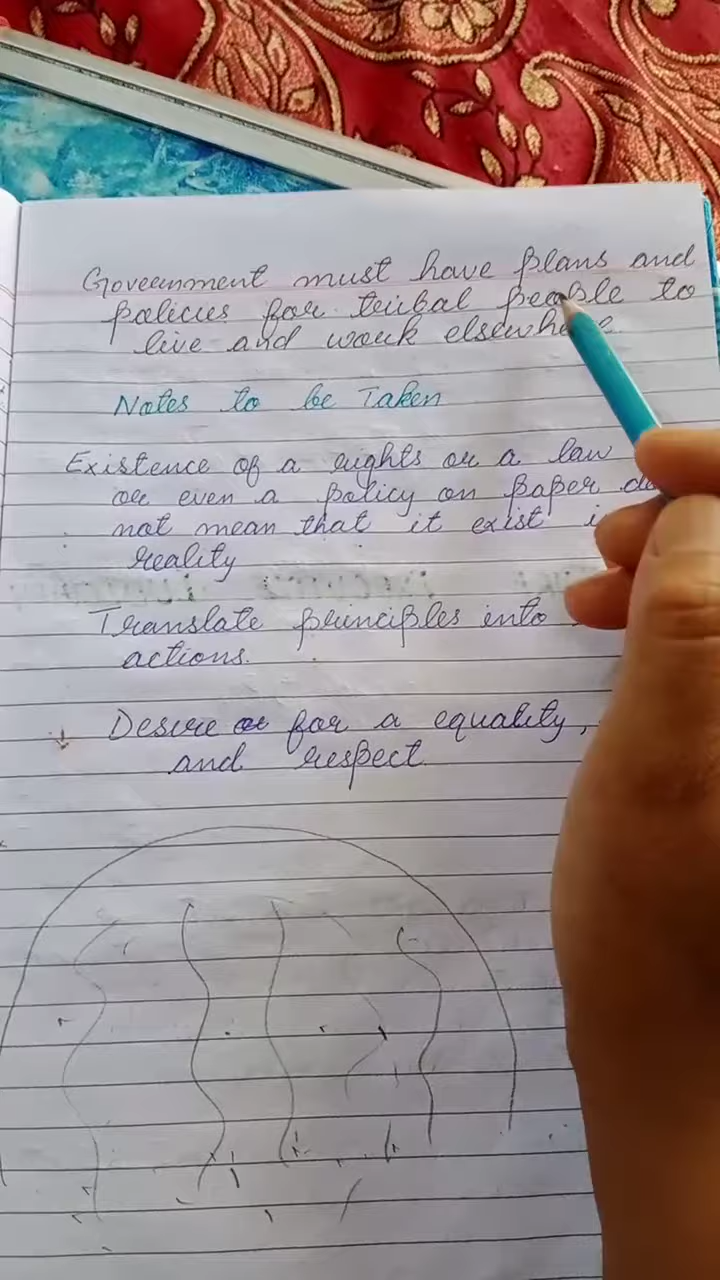 Government must have plans and
policies for tribal people to
live and work elsewhere.
Notes to be Taken
Existence of a rights or a law
or even a policy on paper
not mean that it exist
reality
Translate principles into
actions.
Desire for a equality,
and respect